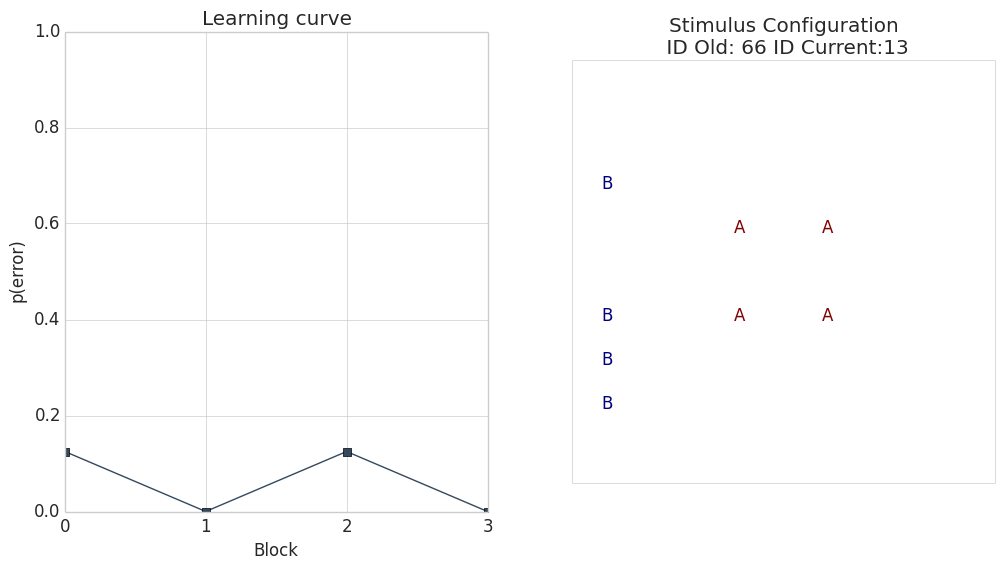 Learning curve
1.0
0.8
0.6
0.4
0.2
0.0
p(error)
0 1 2 3
Block
Stimulus Configuration
ID Old: 66 ID Current:13
B
A A
B A A
B
B